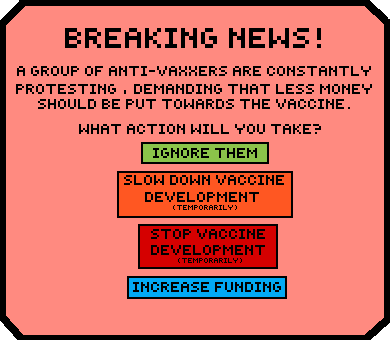 BREAKING NEWS!
A GROUP OF ANTI-VAXXERS ARE CONSTANTLY
PROTESTING , DEMANDING THAT LESS MONEY
SHOULD BE PUT TOWARDS THE VACCINE.
WHAT ACTION WILL YOU TAKE?
IGNORE THEM
SLOW DOWN VACCINE
DEVELOPMENT
(TEMPORARILY)
STOP VACCINE
DEVELOPMENT
(TEMPORARILY)
INCREASE FUNDING